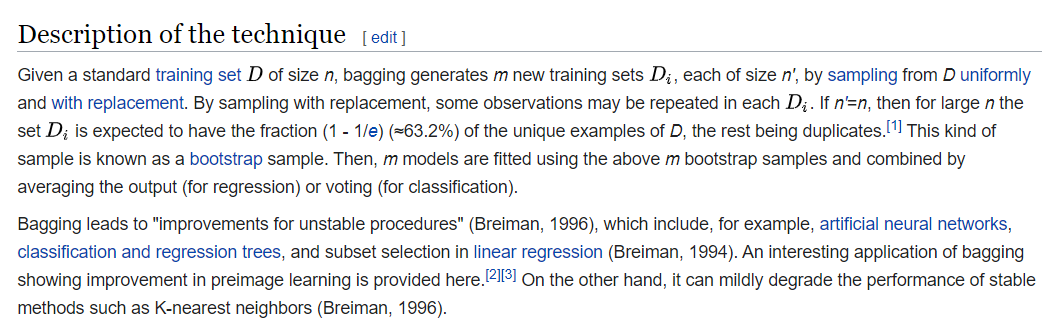 Description of the technique [ edit ]
Given a standard training set D of size n, bagging generates m new training sets Di, each of size n′, by sampling from D uniformly
and with replacement. By sampling with replacement, some observations may be repeated in each Di. If n′=n, then for large n the
set Di is expected to have the fraction (1 - 1/e) (≈63.2%) of the unique examples of D, the rest being duplicates.[1] This kind of
sample is known as a bootstrap sample. Then, m models are fitted using the above m bootstrap samples and combined by
averaging the output (for regression) or voting (for classification).
Bagging leads to "improvements for unstable procedures" (Breiman, 1996), which include, for example, artificial neural networks,
classification and regression trees, and subset selection in linear regression (Breiman, 1994). An interesting application of bagging
showing improvement in preimage learning is provided here.[2][3] On the other hand, it can mildly degrade the performance of stable
methods such as K-nearest neighbors (Breiman, 1996).